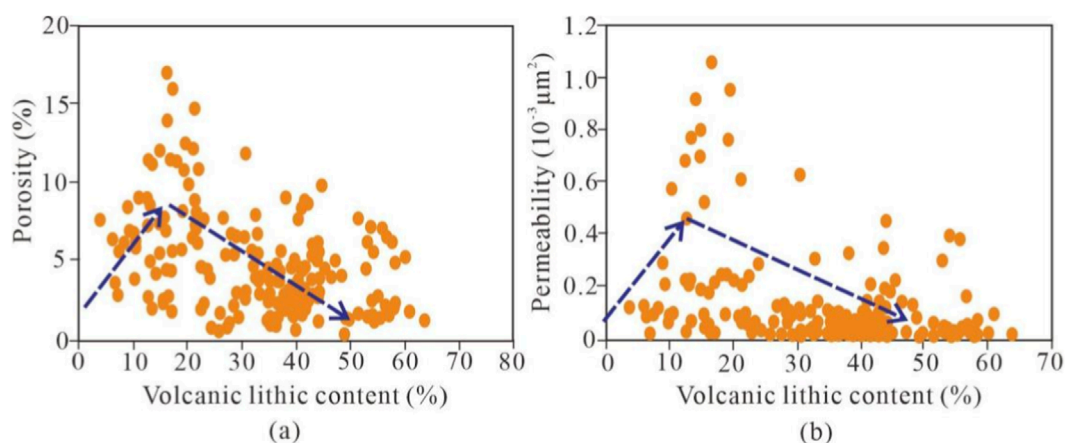 20
15
10
5
0
Porosity (%)
0 10 20 30 40 50 60 70 80
Volcanic lithic content (%)
(a)
1.2
1.0
0.8
0.6
0.4
0.2
0
Permeability (10⁻³μm²)
0 10 20 30 40 50 60 70
Volcanic lithic content (%)
(b)